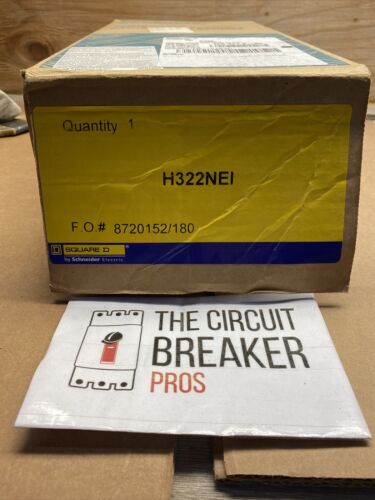 Quantity 1
H322NEI
F.O.# 8720152/180
SQUARE D
by Schneider Electric
THE CIRCUIT
BREAKER
PROS